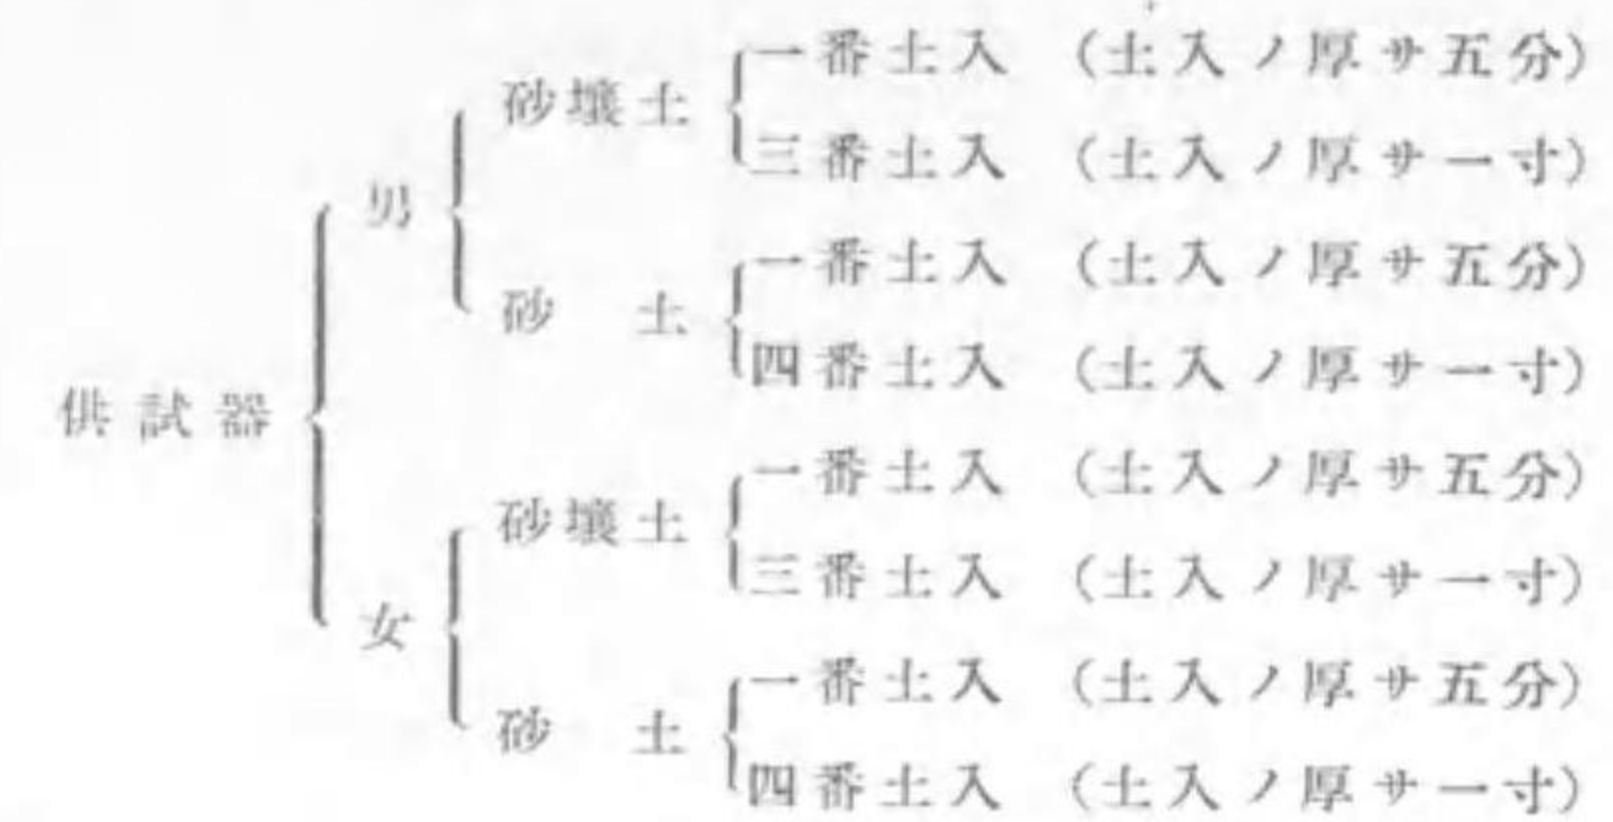 一番土入 (土入ノ厚サ五分)
砂壤土
三番土入 (土入ノ厚サ一寸)
男
一番土入 (土入ノ厚サ五分)
砂 土
四番土入 (土入ノ厚サ一寸)
供試器
一番土入 (土入ノ厚サ五分)
砂壤土
三番土入 (土入ノ厚サ一寸)
女
一番土入 (土入ノ厚サ五分)
砂 土
四番土入 (土入ノ厚サ一寸)